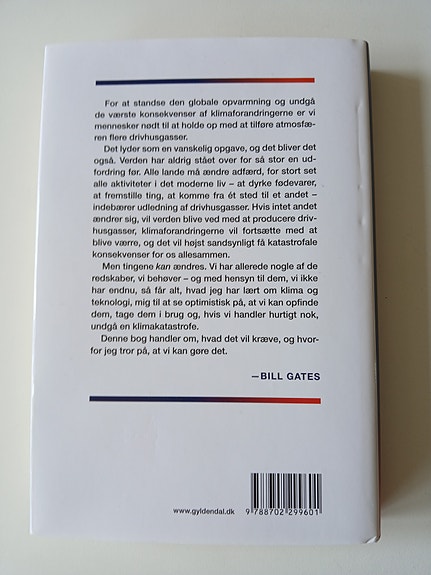 For at standse den globale opvarmning og undgå
de værste konsekvenser af klimaforandringerne er vi
mennesker nødt til at holde op med at tilføre atmosfæ-
ren flere drivhusgasser.
Det lyder som en vanskelig opgave, og det bliver det
også. Verden har aldrig stået over for så stor en ud-
fordring før. Alle lande må ændre adfærd, for stort set
alle aktiviteter i det moderne liv – at dyrke fødevarer,
at fremstille ting, at komme fra ét sted til et andet –
indebærer udledning af drivhusgasser. Hvis intet andet
ændrer sig, vil verden blive ved med at producere driv-
husgasser, klimaforandringerne vil fortsætte med at
blive værre, og det vil højst sandsynligt få katastrofale
konsekvenser for os allesammen.
Men tingene kan ændres. Vi har allerede nogle af de
redskaber, vi behøver – og med hensyn til dem, vi ikke
har endnu, så får alt, hvad jeg har lært om klima og
teknologi, mig til at se optimistisk på, at vi kan opfinde
dem, tage dem i brug og, hvis vi handler hurtigt nok,
undgå en klimakatastrofe.
Denne bog handler om, hvad det vil kræve, og hvor-
for jeg tror på, at vi kan gøre det.
—BILL GATES
www.gyldendal.dk
9 788702 299601